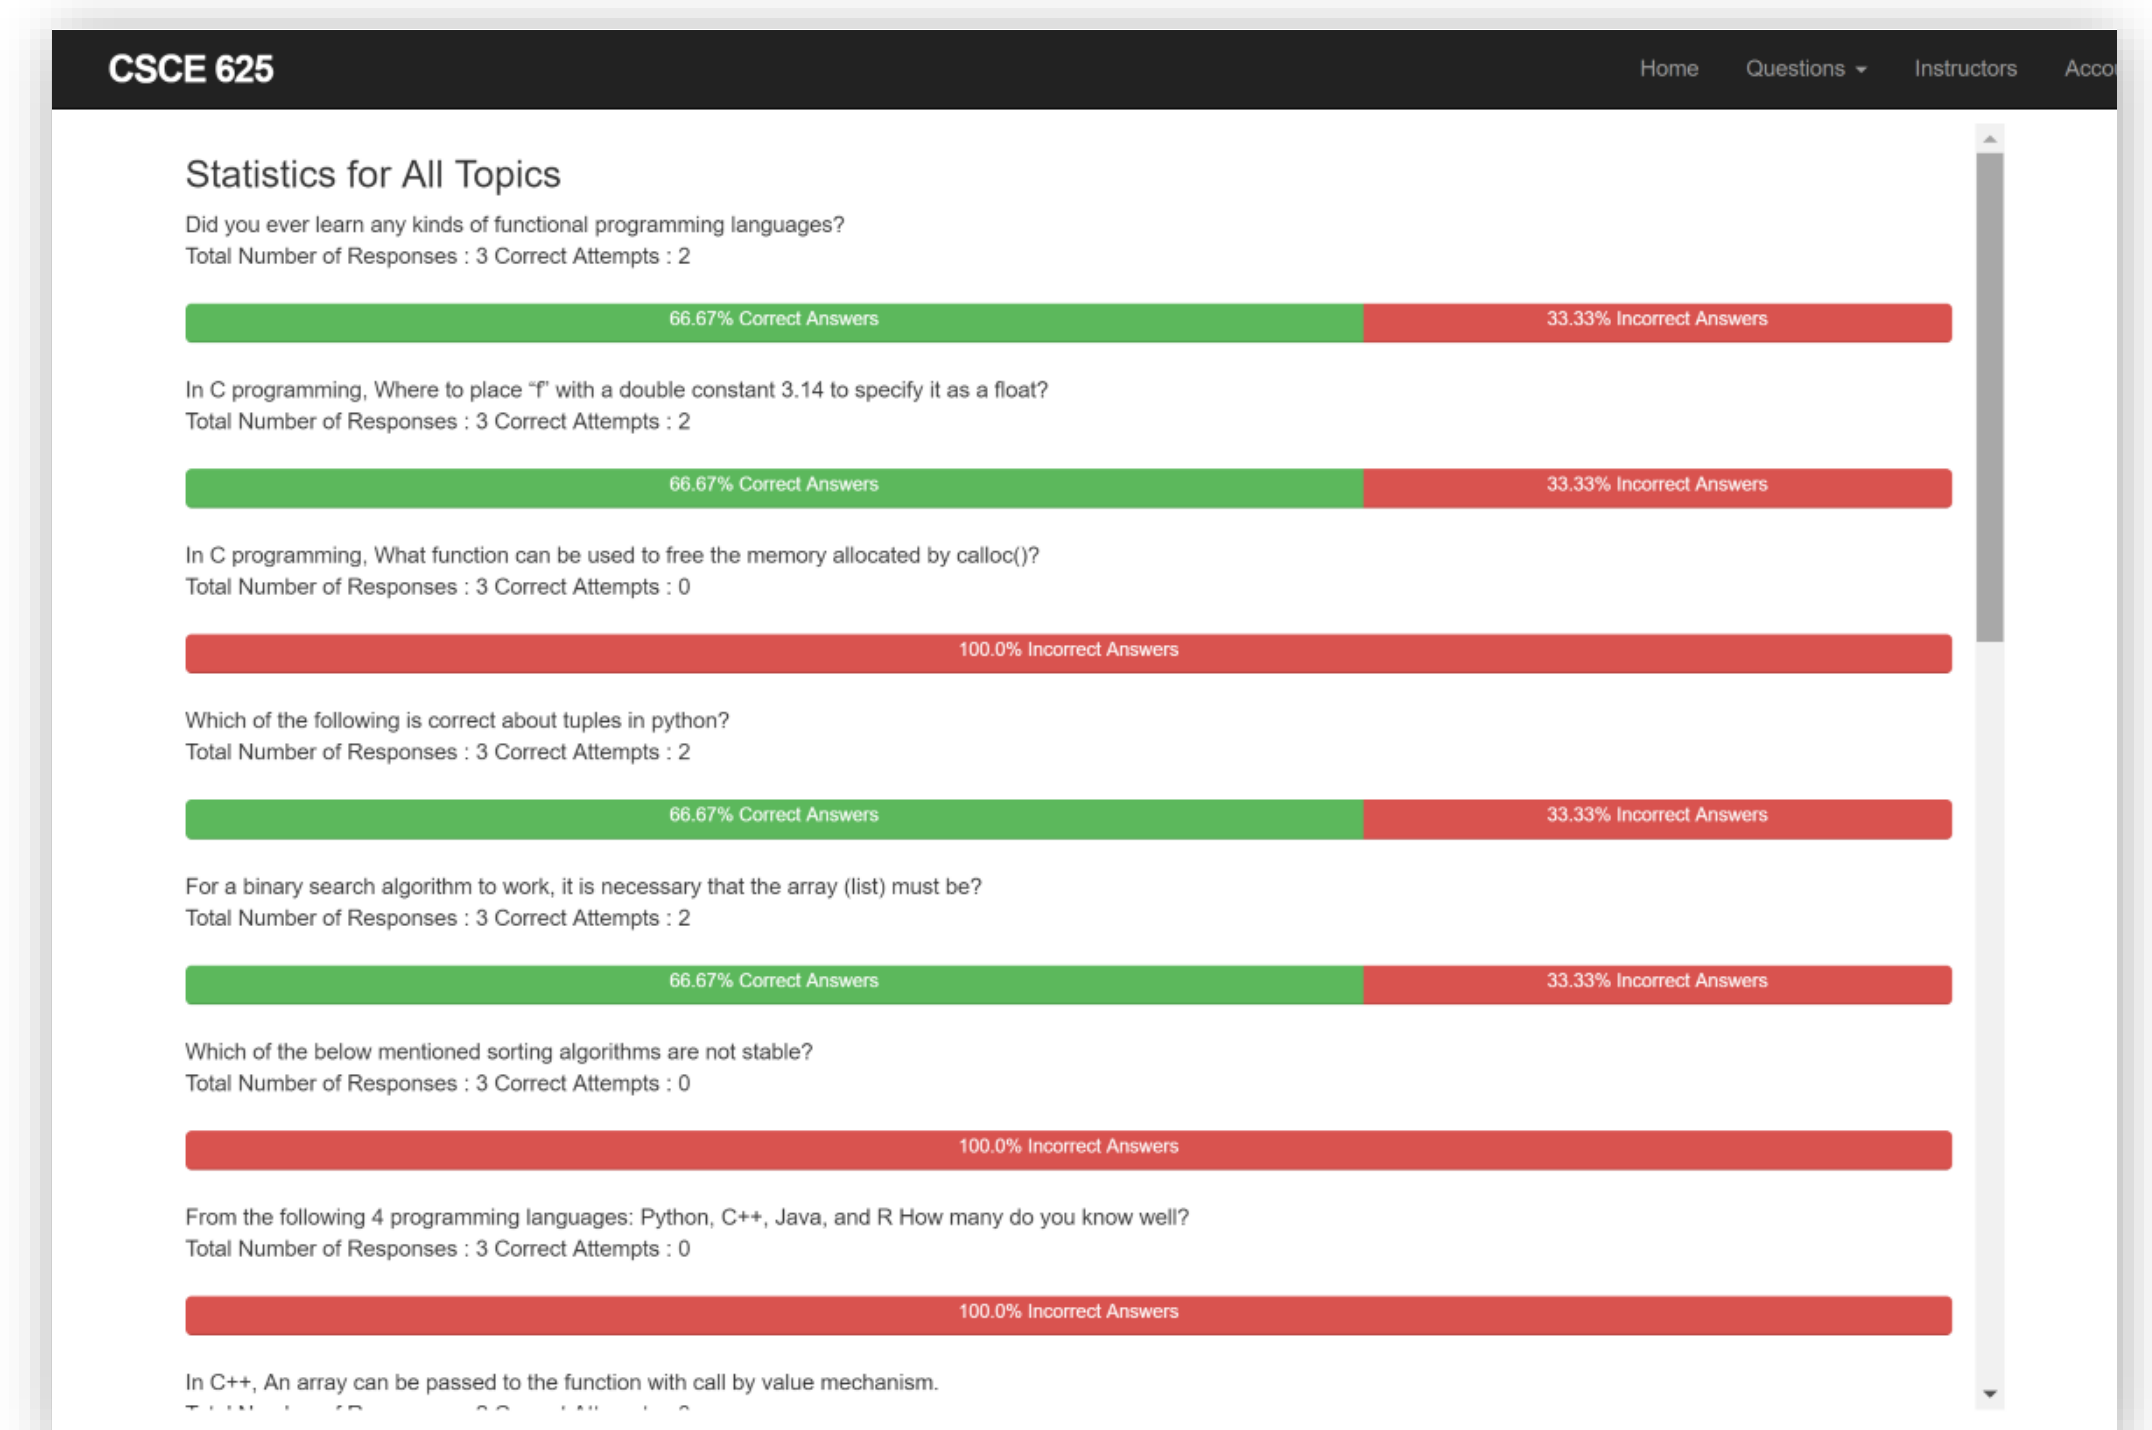 CSCE 625
Home Questions Instructors Accou
Statistics for All Topics
Did you ever learn any kinds of functional programming languages?
Total Number of Responses : 3 Correct Attempts : 2
66.67% Correct Answers 33.33% Incorrect Answers
In C programming, Where to place “f” with a double constant 3.14 to specify it as a float?
Total Number of Responses : 3 Correct Attempts : 2
66.67% Correct Answers 33.33% Incorrect Answers
In C programming, What function can be used to free the memory allocated by calloc()?
Total Number of Responses : 3 Correct Attempts : 0
100.0% Incorrect Answers
Which of the following is correct about tuples in python?
Total Number of Responses : 3 Correct Attempts : 2
66.67% Correct Answers 33.33% Incorrect Answers
For a binary search algorithm to work, it is necessary that the array (list) must be?
Total Number of Responses : 3 Correct Attempts : 2
66.67% Correct Answers 33.33% Incorrect Answers
Which of the below mentioned sorting algorithms are not stable?
Total Number of Responses : 3 Correct Attempts : 0
100.0% Incorrect Answers
From the following 4 programming languages: Python, C++, Java, and R How many do you know well?
Total Number of Responses : 3 Correct Attempts : 0
100.0% Incorrect Answers
In C++, An array can be passed to the function with call by value mechanism.